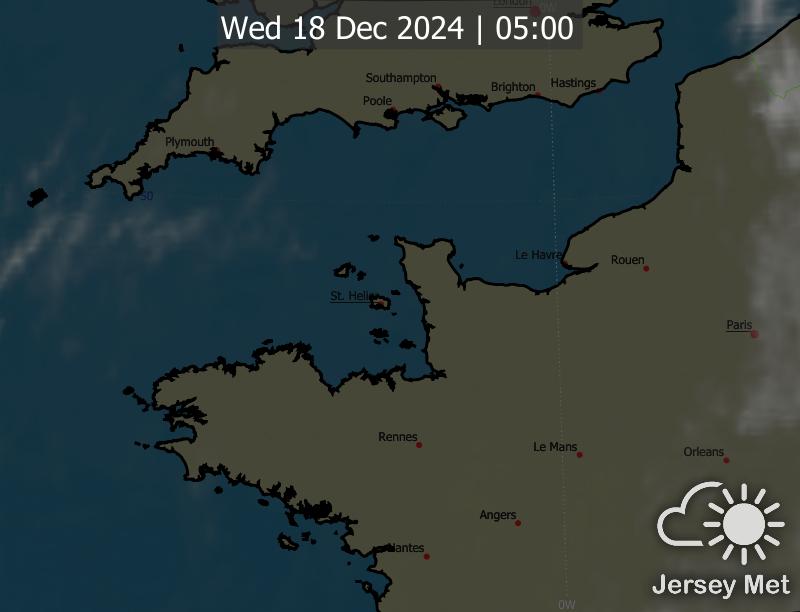 London
0W
Wed 18 Dec 2024 | 05:00
Southampton
Brighton
Hastings
Poole
Plymouth
50
Le Havre
Rouen
St. Helier
Paris
Rennes
Le Mans
Orleans
Angers
Nantes
Jersey Met
0W